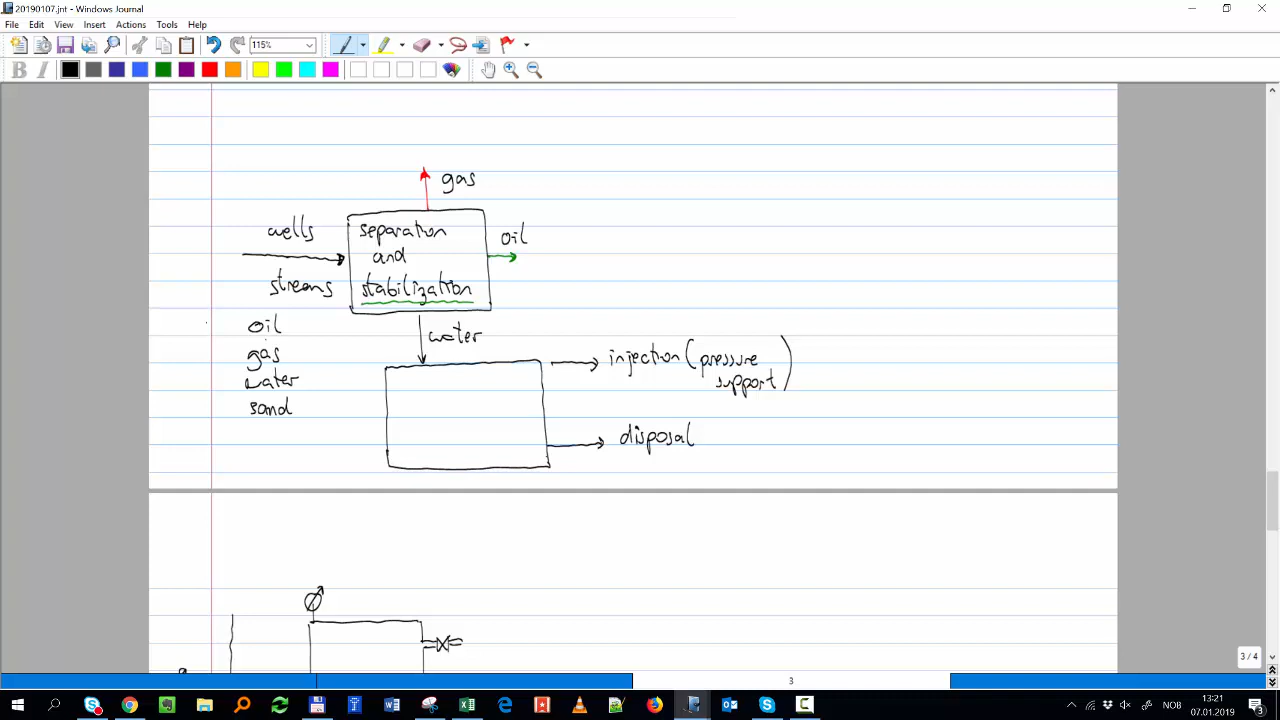 20190107.jnt - Windows Journal
File Edit View Insert Actions Tools Help
115%
B I
gas
wells
separation
and
stabilization
oil
streams
oil
gas
water
sand
water
injection (pressure
support)
disposal
3 / 4
3
NOB
13:21
07.01.2019